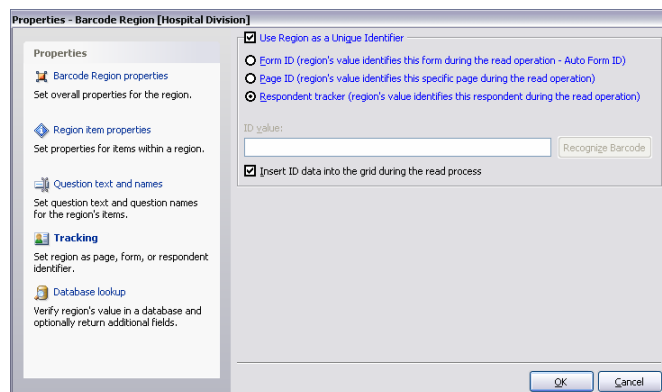 Properties - Barcode Region [Hospital Division]
Properties
Barcode Region properties
Set overall properties for the region.
Region item properties
Set properties for items within a region.
Question text and names
Set question text and question names
for the region's items.
Tracking
Set region as page, form, or respondent
identifier.
Database lookup
Verify region's value in a database and
optionally return additional fields.
Use Region as a Unique Identifier
Form ID (region's value identifies this form during the read operation - Auto Form ID)
Page ID (region's value identifies this specific page during the read operation)
Respondent tracker (region's value identifies this respondent during the read operation)
ID value:
Recognize Barcode
Insert ID data into the grid during the read process
OK
Cancel